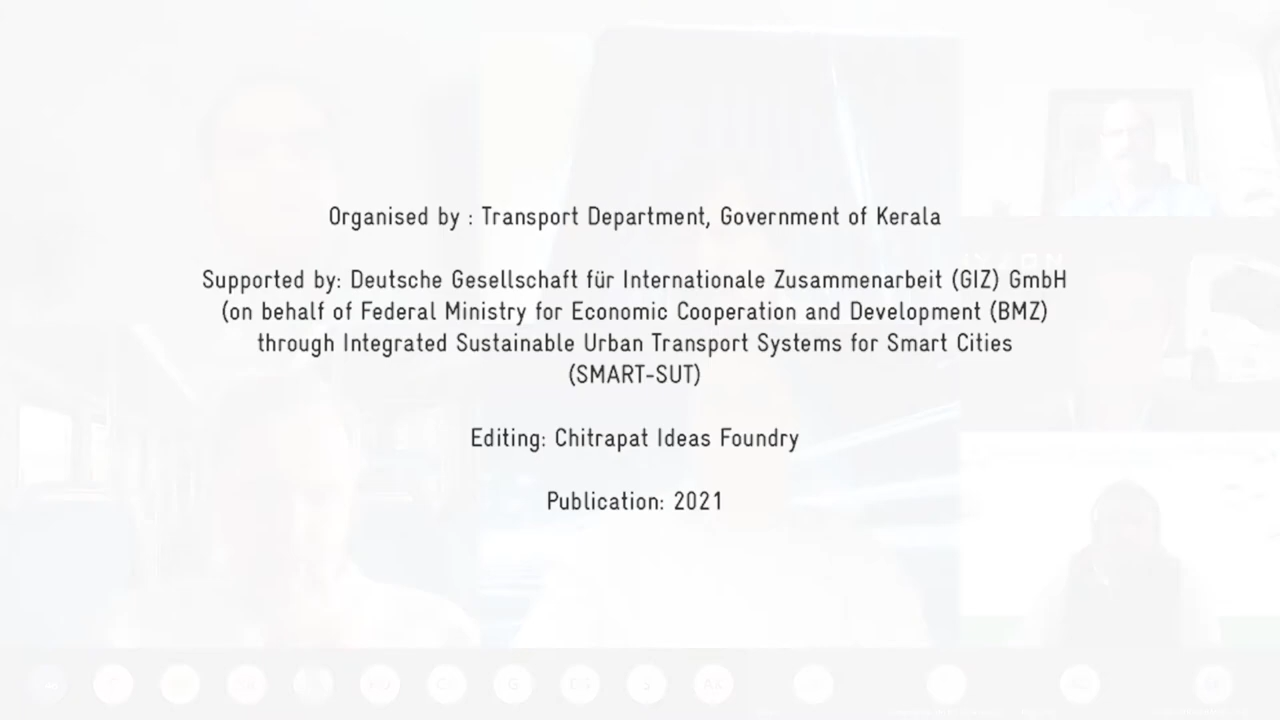 Organised by : Transport Department, Government of Kerala
Supported by: Deutsche Gesellschaft für Internationale Zusammenarbeit (GIZ) GmbH
(on behalf of Federal Ministry for Economic Cooperation and Development (BMZ)
through Integrated Sustainable Urban Transport Systems for Smart Cities
(SMART-SUT)
Editing: Chitrapat Ideas Foundry
Publication: 2021